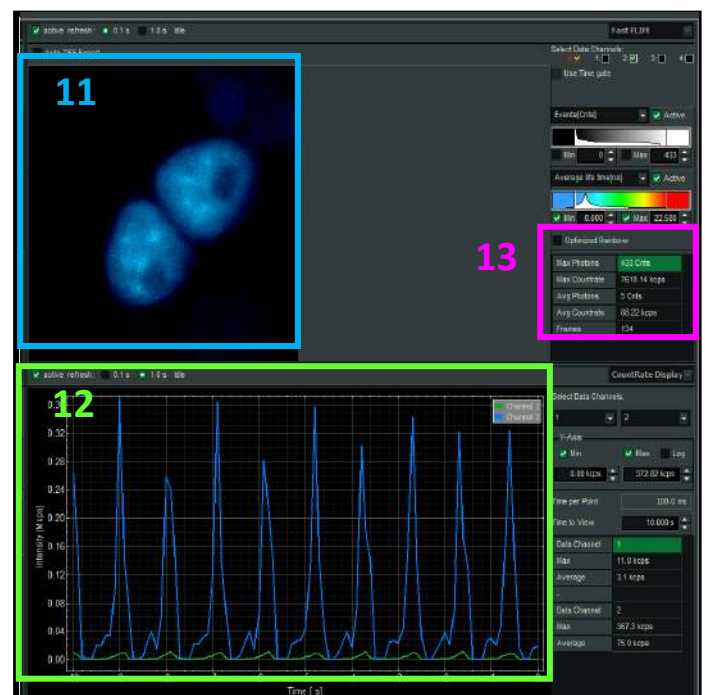 active refresh: 0.1 s 1.0 s Idle Fast FLIM
Select Data Channels:
11 1: 2: 3: 4:
Use Time gate
Events[Cnts] Active
Min 0 Max 433
Average life time[ns] Active
Min 0.000 Max 22.580
Optimized Rainbow
13
Max Photons 433 Cnts
Max Countrate 7618.14 kcps
Avg Photons 5 Cnts
Avg Countrate 88.22 kcps
Frames 134
active refresh: 0.1 s 1.0 s Idle CountRate Display
Select Data Channels:
12
1 2
Channel 1
Channel 2
Y-Axis
Min Max Log
0.00 kcps 372.82 kcps
Time per Point 100.0 ms
Time to View 10.000 s
Data Channel 1
Max 11.8 kcps
Average 3.1 kcps
-
Data Channel 2
Max 367.3 kcps
Average 75.0 kcps
Intensity [Mcps]
0.32
0.28
0.24
0.20
0.16
0.12
0.08
0.04
0.00
Time [ s]